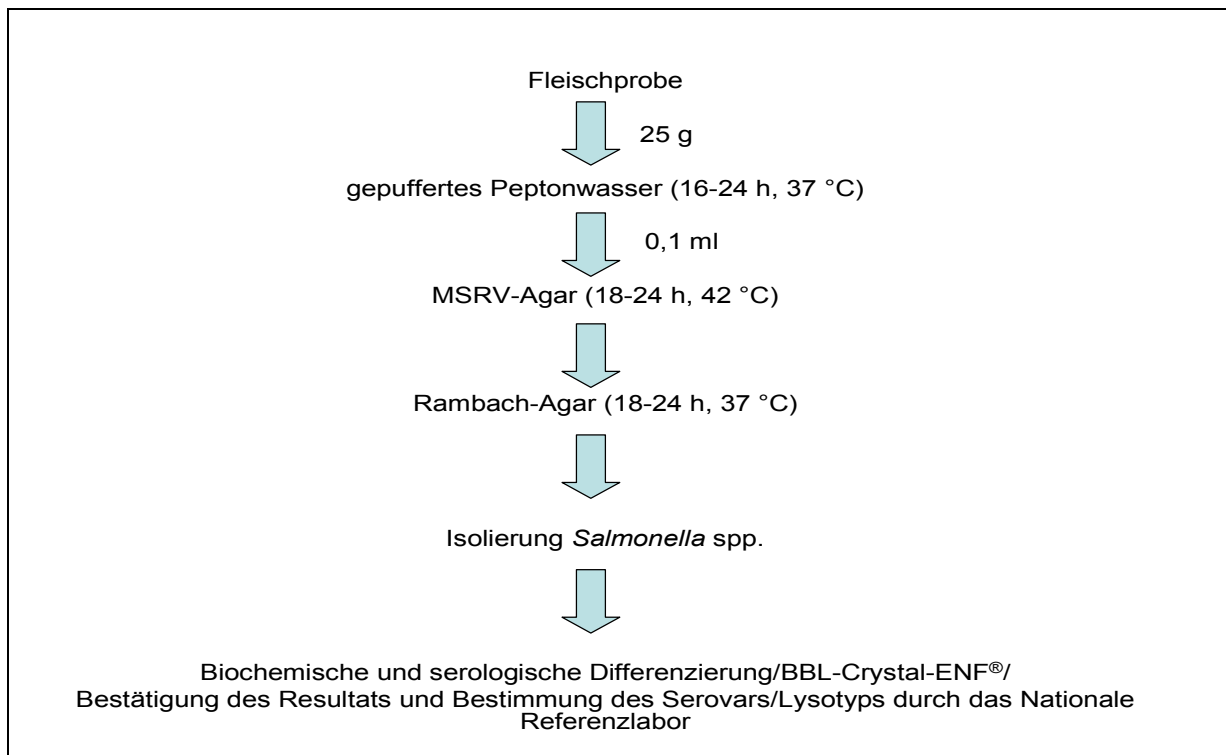 Fleischprobe
25 g
gepuffertes Peptonwasser (16-24 h, 37 °C)
0,1 ml
MSRV-Agar (18-24 h, 42 °C)
Rambach-Agar (18-24 h, 37 °C)
Isolierung Salmonella spp.
Biochemische und serologische Differenzierung/BBL-Crystal-ENF®/
Bestätigung des Resultats und Bestimmung des Serovars/Lysotyps durch das Nationale
Referenzlabor